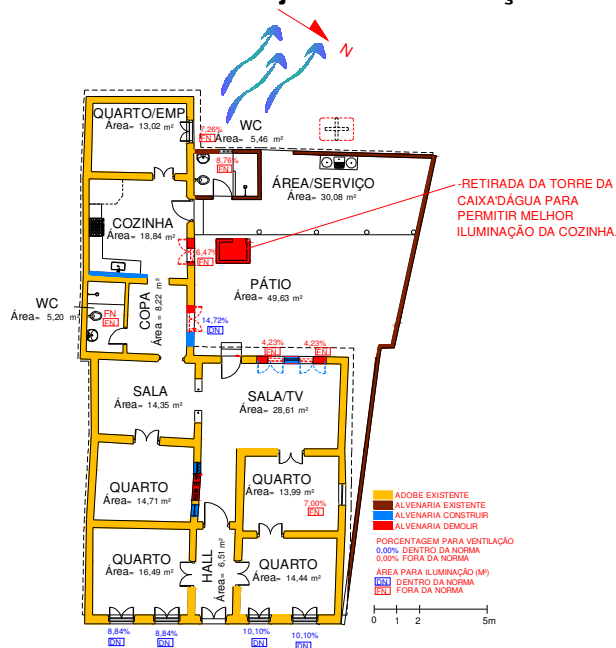 N
QUARTO/EMP
Área= 13,02 m²
7,26%
FN
WC
Área= 5,46 m²
8,76%
FN
ÁREA/SERVIÇO
Área= 30,08 m²
-RETIRADA DA TORRE DA
CAIXA'DÁGUA PARA
PERMITIR MELHOR
ILUMINAÇÃO DA COZINHA.
COZINHA
Área= 18,84 m²
6,47%
FN
PÁTIO
Área= 49,63 m²
WC
Área= 5,20 m²
FN
FN
COPA
Área= 8,22 m²
14,72%
DN
4,23%
FN
4,23%
FN
SALA
Área= 14,35 m²
SALA/TV
Área= 28,61 m²
QUARTO
Área= 14,71 m²
QUARTO
Área= 13,99 m²
7,00%
FN
QUARTO
Área= 16,49 m²
HALL
Área= 6,51 m²
QUARTO
Área= 14,44 m²
8,84%
DN
8,84%
DN
10,10%
DN
10,10%
DN
ADOBE EXISTENTE
ALVENARIA EXISTENTE
ALVENARIA CONSTRUIR
ALVENARIA DEMOLIR
PORCENTAGEM PARA VENTILAÇÃO
0,00% DENTRO DA NORMA
0,00% FORA DA NORMA
ÁREA PARA ILUMINAÇÃO (M²)
DN DENTRO DA NORMA
FN FORA DA NORMA
0 1 2 5m